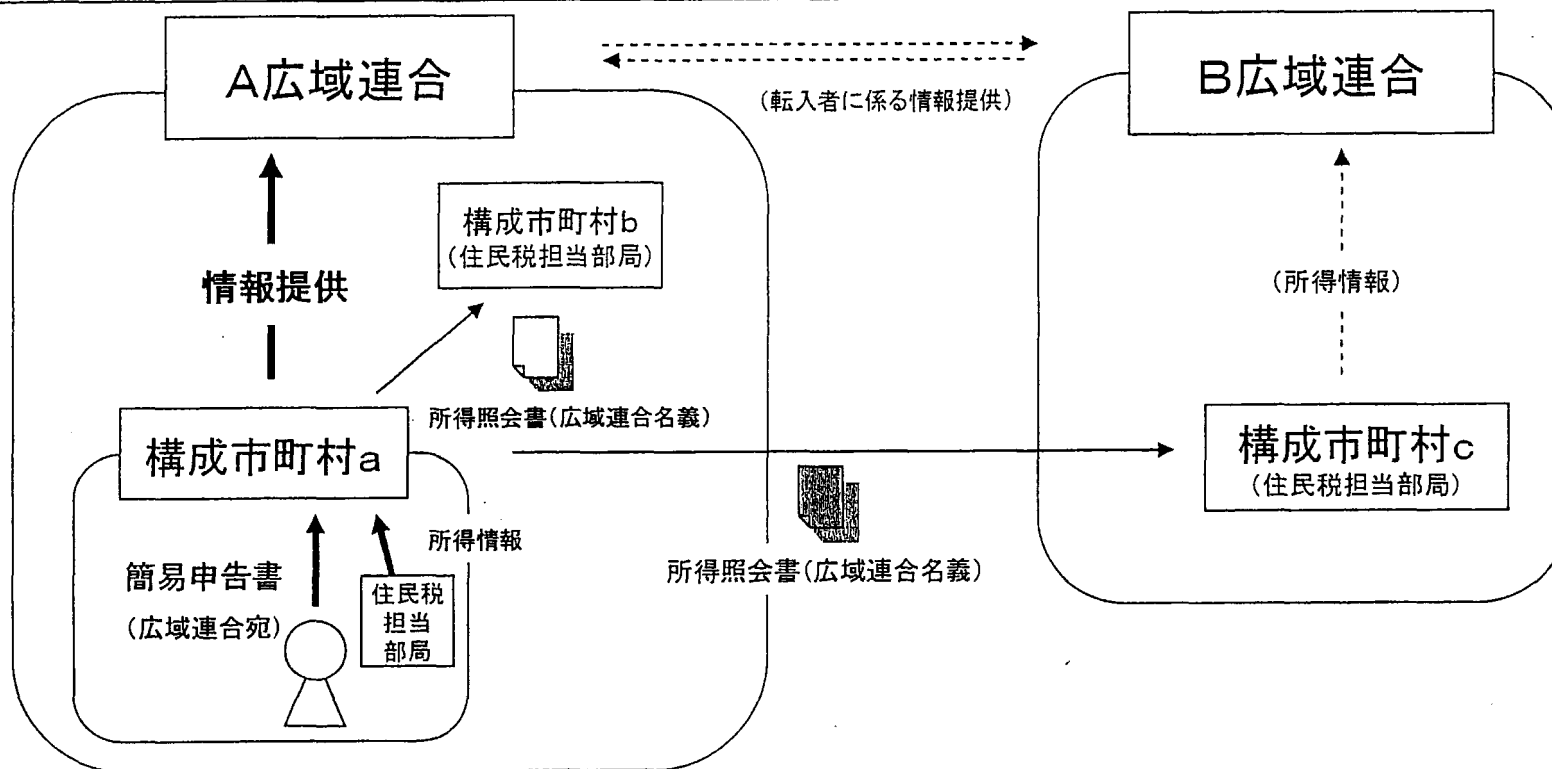 A広域連合
B広域連合
(転入者に係る情報提供)
構成市町村b
(住民税担当部局)
情報提供
(所得情報)
所得照会書(広域連合名義)
構成市町村a
構成市町村c
(住民税担当部局)
所得情報
所得照会書(広域連合名義)
簡易申告書
(広域連合宛)
住民税
担当
部局